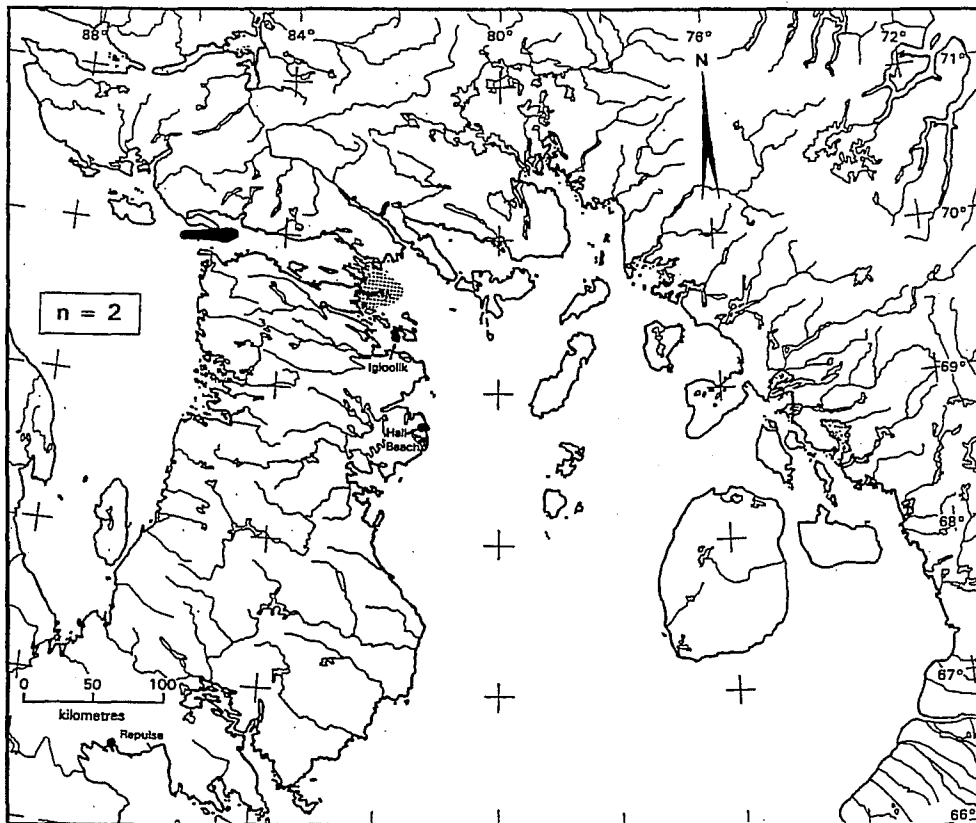 88° 84° 80° 76° 72°
N
71°
70°
n = 2
69°
Igloolik
Hall
Beach
68°
67°
0 50 100
kilometres
Repulse
66°